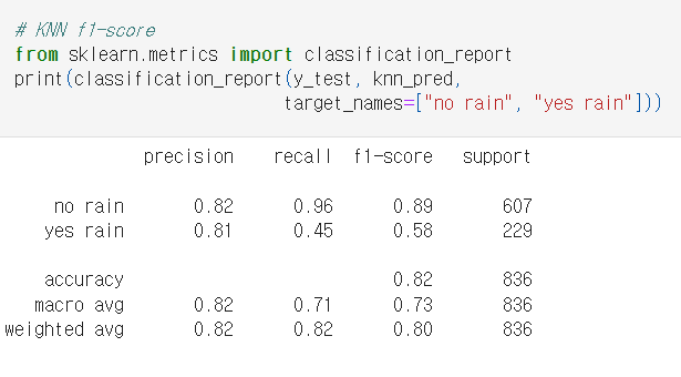 # KNN f1-score
from sklearn.metrics import classification_report
print(classification_report(y_test, knn_pred,
target_names=["no rain", "yes rain"]))
precision recall f1-score support
no rain 0.82 0.96 0.89 607
yes rain 0.81 0.45 0.58 229
accuracy 0.82 836
macro avg 0.82 0.71 0.73 836
weighted avg 0.82 0.82 0.80 836